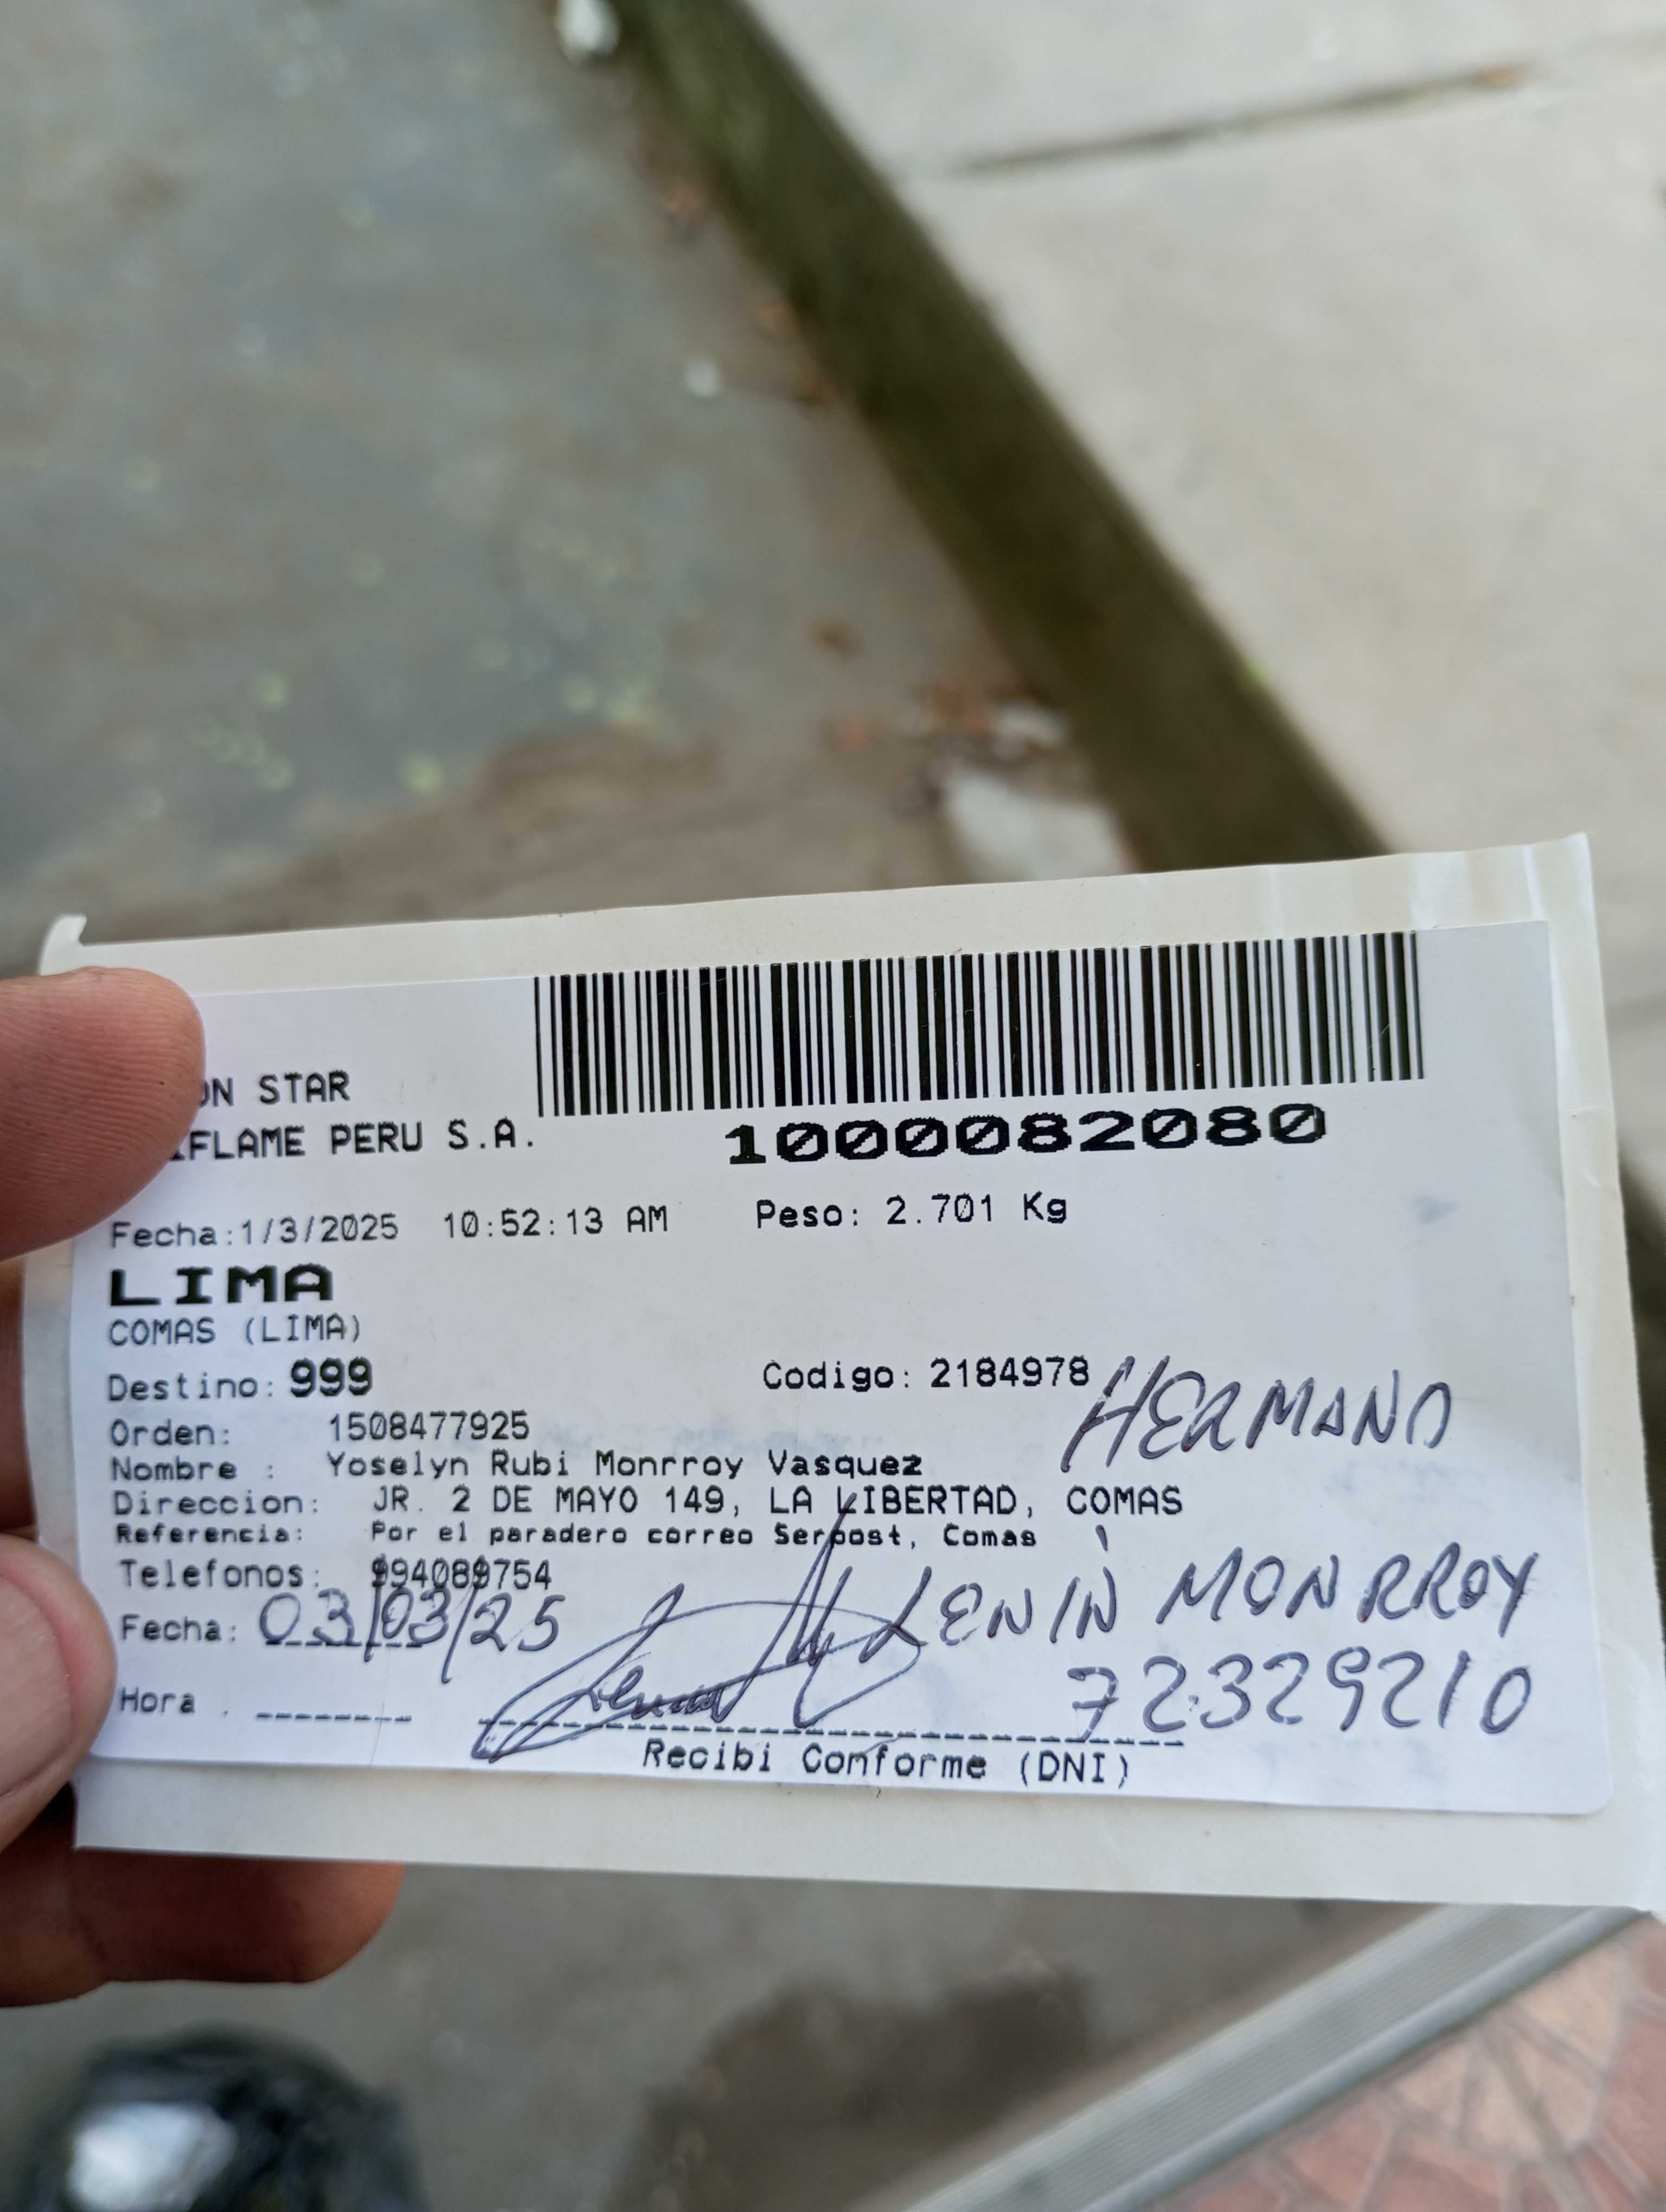 ON STAR
IFLAME PERU S.A.
1000082080
Fecha:1/3/2025 10:52:13 AM Peso: 2.701 Kg
LIMA
COMAS (LIMA)
Destino: 999 Codigo: 2184978
HERMANO
Orden: 1508477925
Nombre : Yoselyn Rubi Monrroy Vasquez
Direccion: JR. 2 DE MAYO 149, LA LIBERTAD, COMAS
Referencia: Por el paradero correo Serpost, Comas
Telefonos: 994089754
LENIN MONRROY
Fecha: 03/03/25
72329210
Hora :
Recibi Conforme (DNI)